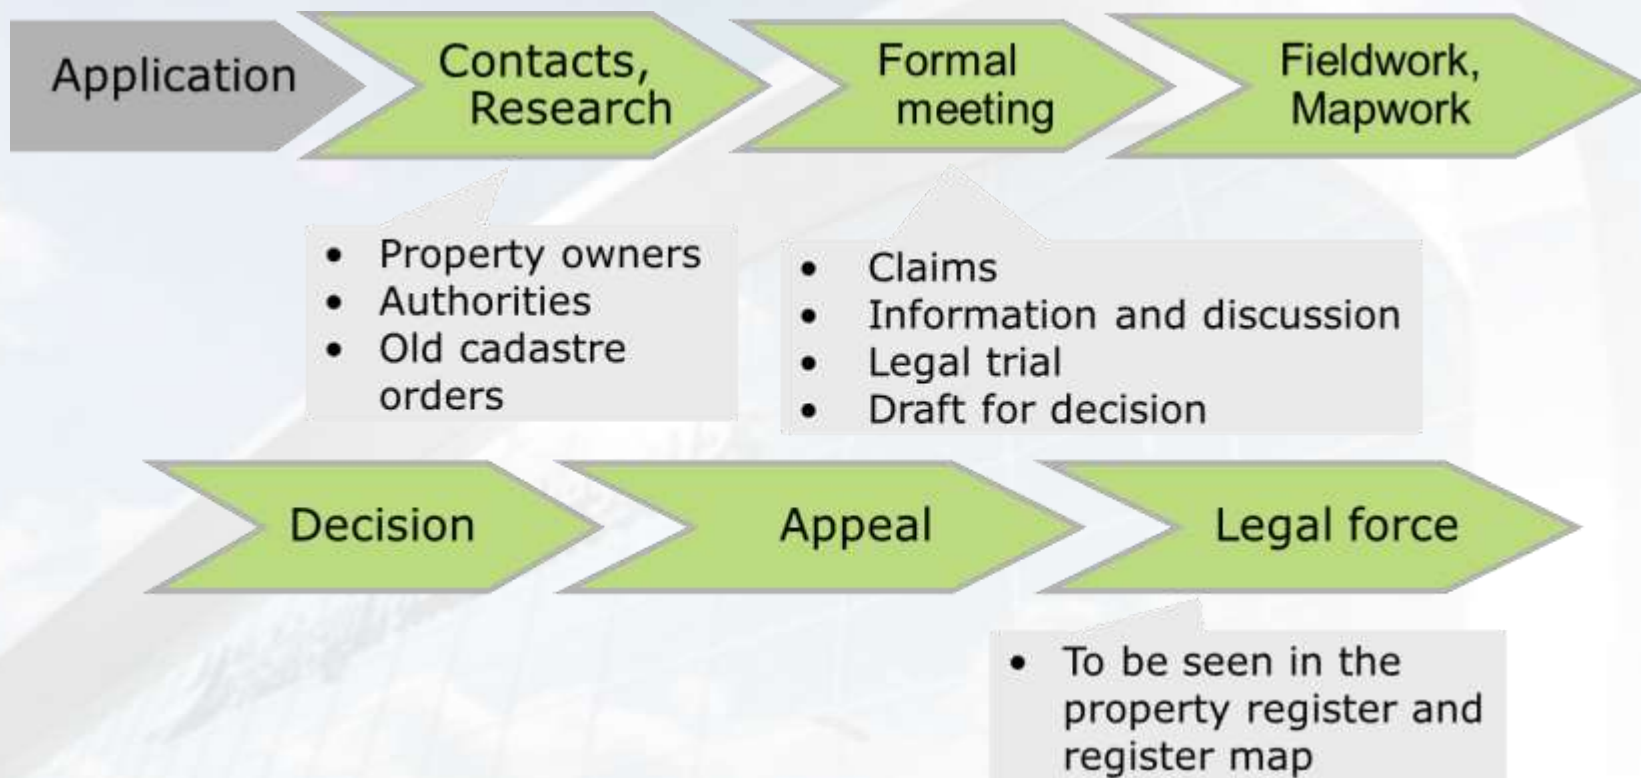 Application
Contacts,
Research
Formal
meeting
Fieldwork,
Mapwork
• Property owners
• Authorities
• Old cadastre
orders
• Claims
• Information and discussion
• Legal trial
• Draft for decision
Decision
Appeal
Legal force
• To be seen in the
property register and
register map